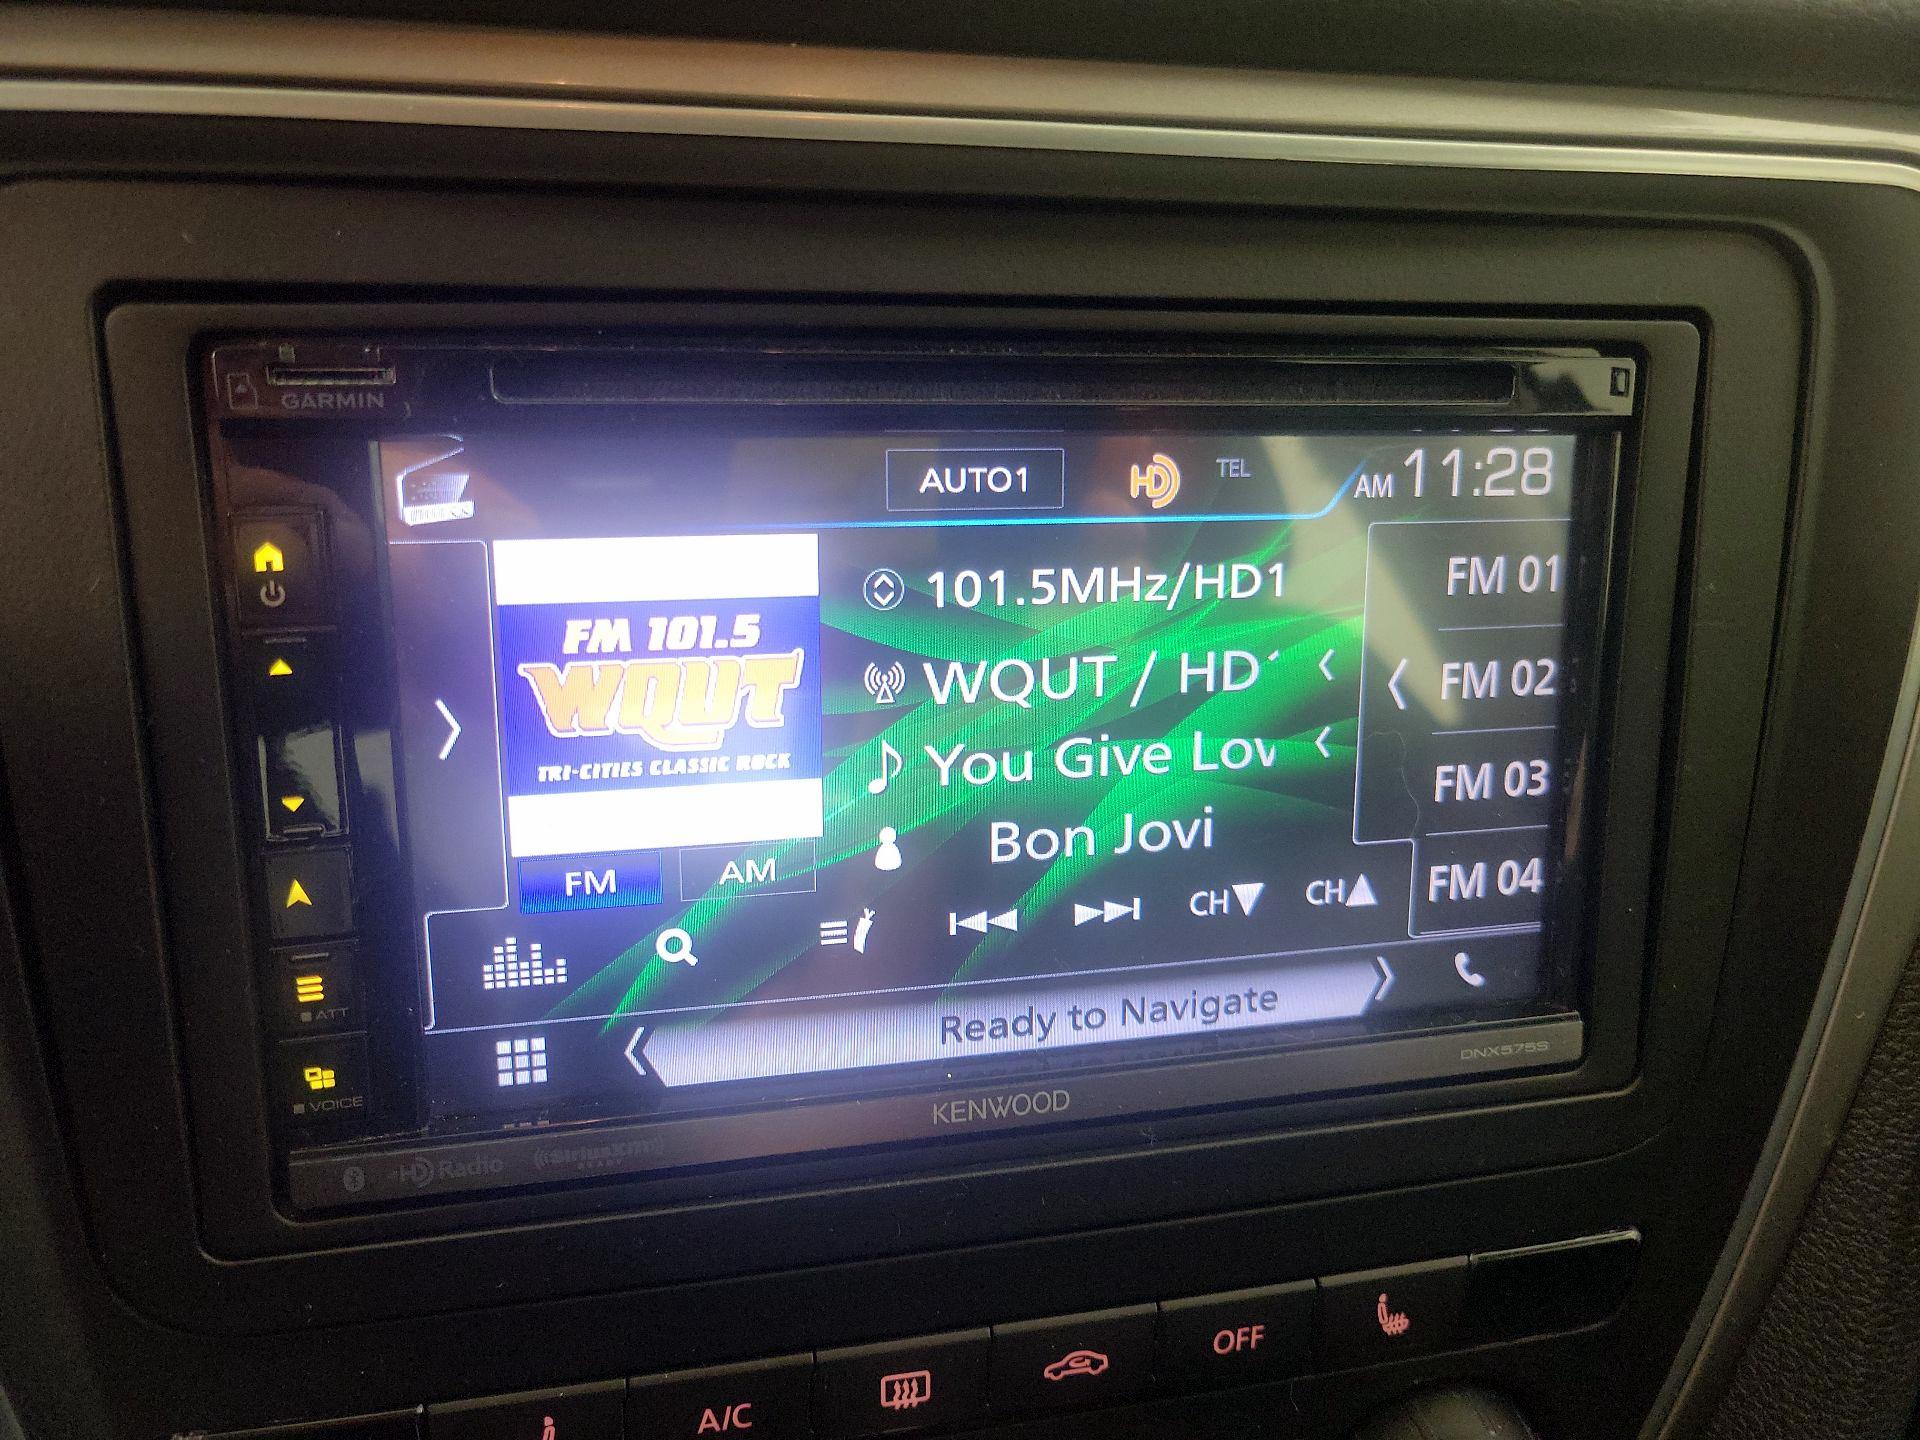 GARMIN
AUTO1
HD
TEL
AM 11:28
FM 101.5
WQUT
TRI-CITIES CLASSIC ROCK
101.5MHz/HD1
WQUT / HD
You Give Lov
Bon Jovi
FM 01
FM 02
FM 03
FM 04
FM
AM
CH
CH
Ready to Navigate
ATT
VOICE
DNX575S
KENWOOD
HD Radio
SiriusXM
READY
A/C
OFF